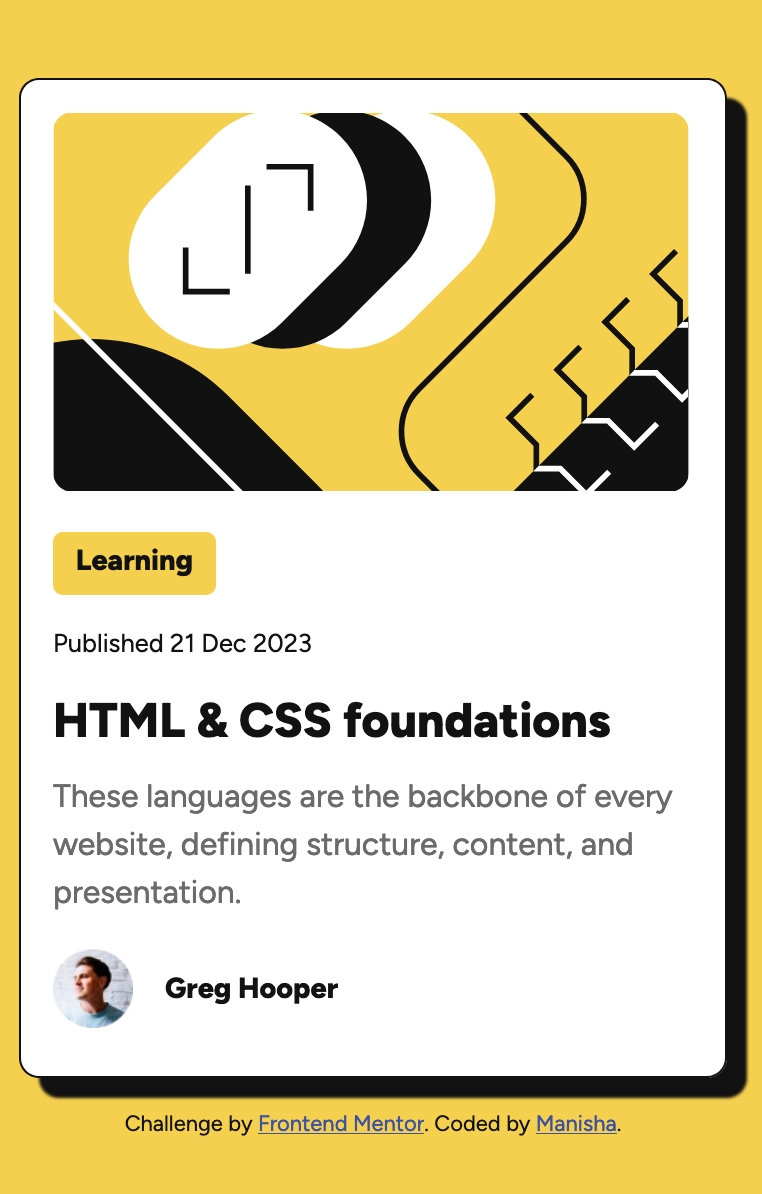 Learning
Published 21 Dec 2023
HTML & CSS foundations
These languages are the backbone of every
website, defining structure, content, and
presentation.
Greg Hooper
Challenge by Frontend Mentor. Coded by Manisha.